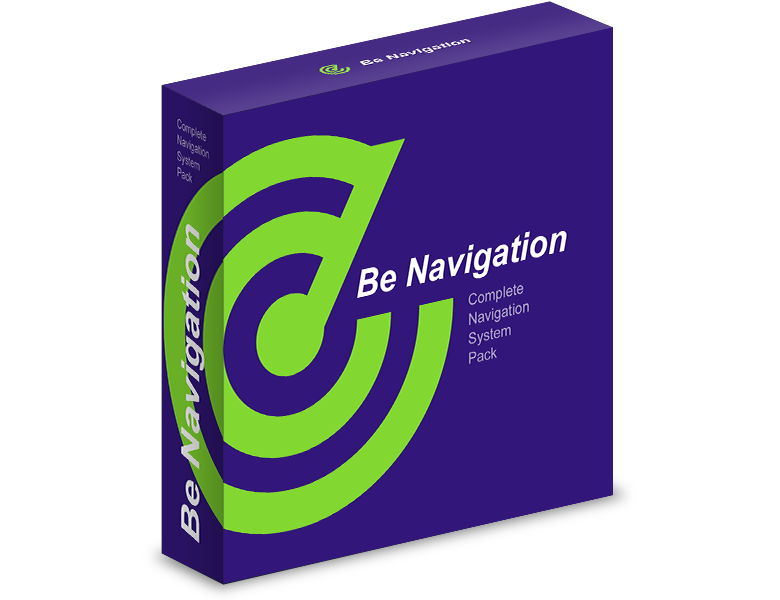 Be Navigation
Complete
Navigation
System
Pack
Be Navigation
Be Navigation
Complete
Navigation
System
Pack